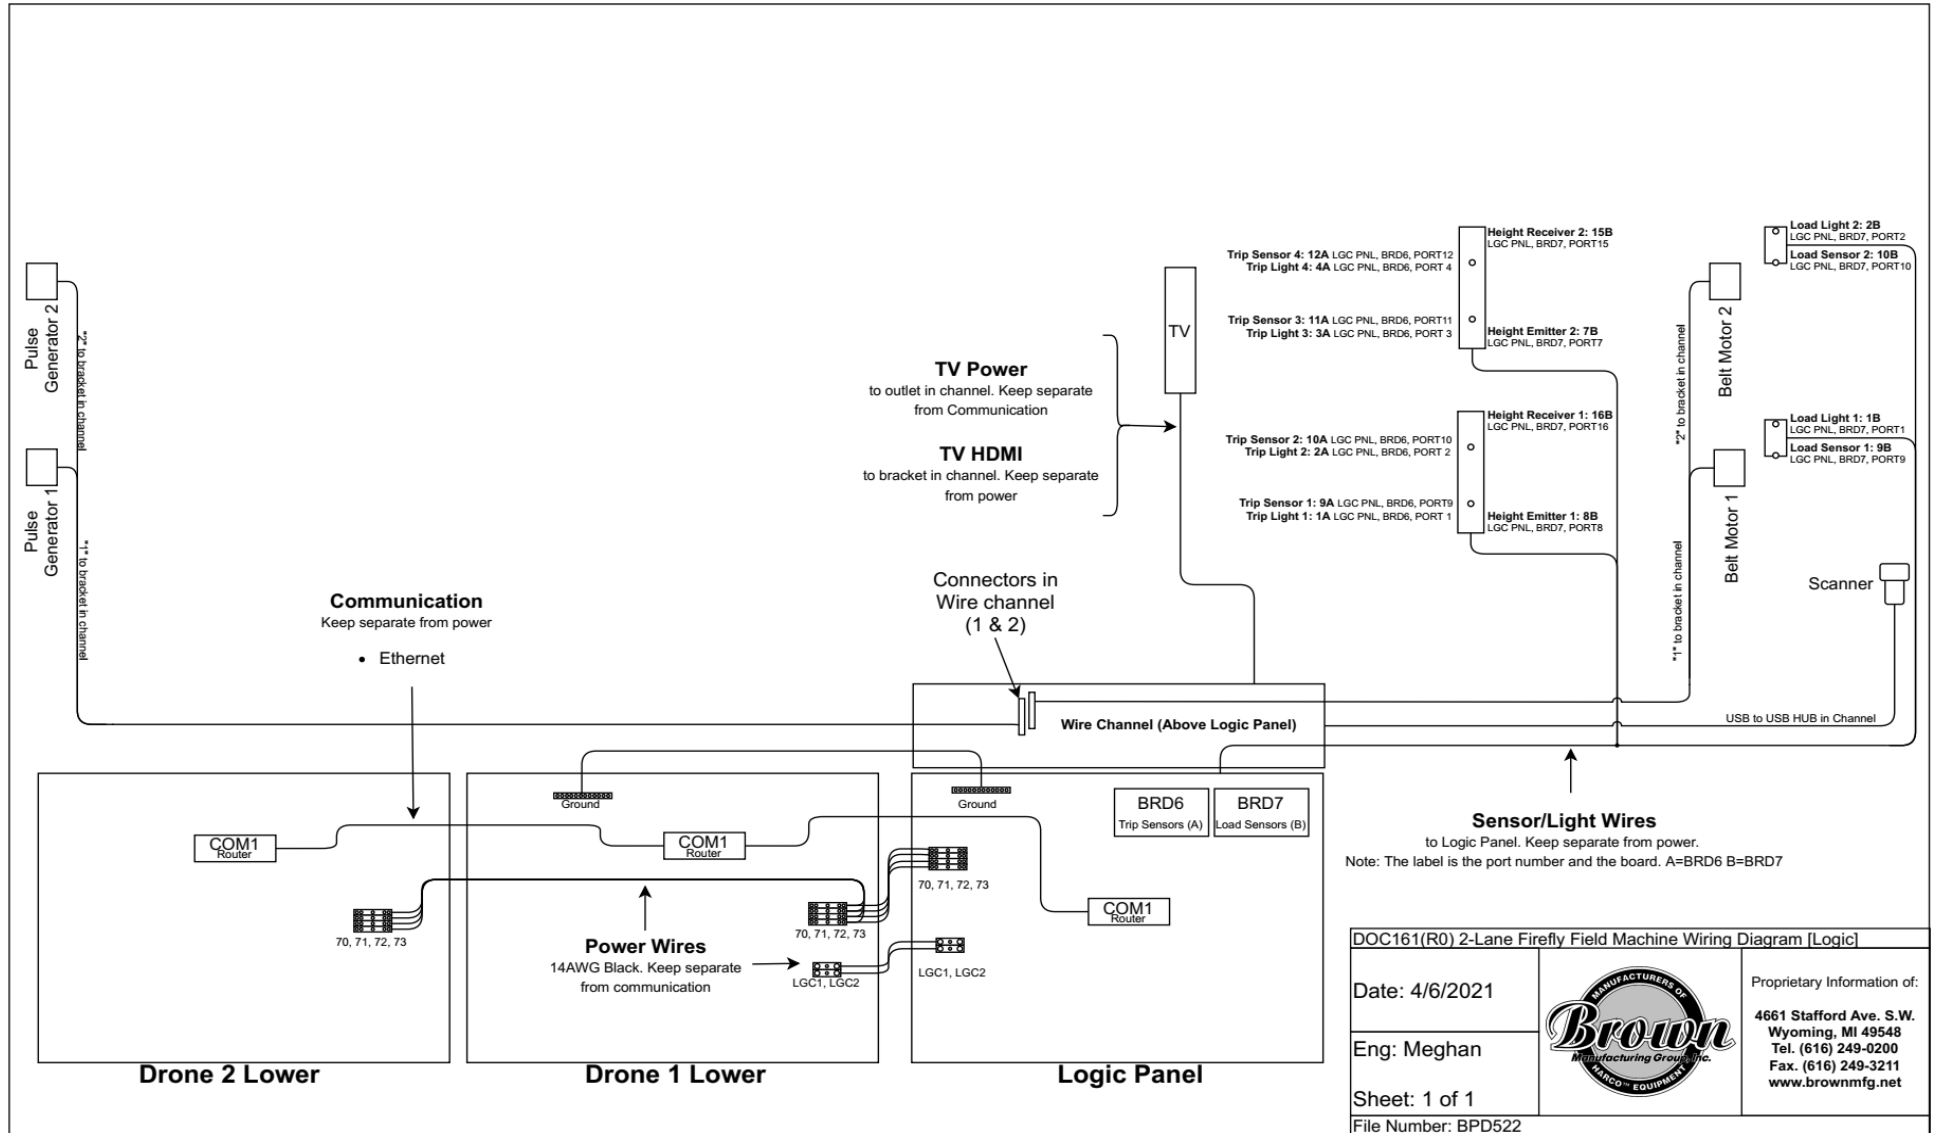 Pulse
Generator 2
"2" to bracket in channel
Pulse
Generator 1
"1" to bracket in channel
Communication
Keep separate from power
• Ethernet
TV Power
to outlet in channel. Keep separate
from Communication
TV HDMI
to bracket in channel. Keep separate
from power
TV
Connectors in
Wire channel
(1 & 2)
Trip Sensor 4: 12A LGC PNL, BRD6, PORT12
Trip Light 4: 4A LGC PNL, BRD6, PORT 4
Trip Sensor 3: 11A LGC PNL, BRD6, PORT11
Trip Light 3: 3A LGC PNL, BRD6, PORT 3
Height Receiver 2: 15B
LGC PNL, BRD7, PORT15
Height Emitter 2: 7B
LGC PNL, BRD7, PORT7
Trip Sensor 2: 10A LGC PNL, BRD6, PORT10
Trip Light 2: 2A LGC PNL, BRD6, PORT 2
Trip Sensor 1: 9A LGC PNL, BRD6, PORT9
Trip Light 1: 1A LGC PNL, BRD6, PORT 1
Height Receiver 1: 16B
LGC PNL, BRD7, PORT16
Height Emitter 1: 8B
LGC PNL, BRD7, PORT8
"2" to bracket in channel
Belt Motor 2
"1" to bracket in channel
Belt Motor 1
Load Light 2: 2B
LGC PNL, BRD7, PORT2
Load Sensor 2: 10B
LGC PNL, BRD7, PORT10
Load Light 1: 1B
LGC PNL, BRD7, PORT1
Load Sensor 1: 9B
LGC PNL, BRD7, PORT9
Scanner
Wire Channel (Above Logic Panel)
USB to USB HUB in Channel
Sensor/Light Wires
to Logic Panel. Keep separate from power.
Note: The label is the port number and the board. A=BRD6 B=BRD7
COM1
Router
70, 71, 72, 73
Drone 2 Lower
Ground
COM1
Router
70, 71, 72, 73
Power Wires
14AWG Black. Keep separate
from communication
LGC1, LGC2
Drone 1 Lower
Ground
BRD6
Trip Sensors (A)
BRD7
Load Sensors (B)
70, 71, 72, 73
COM1
Router
LGC1, LGC2
Logic Panel
DOC161(R0) 2-Lane Firefly Field Machine Wiring Diagram [Logic]
Date: 4/6/2021
Eng: Meghan
Sheet: 1 of 1
File Number: BPD522
MANUFACTURERS OF
Brown
Manufacturing Group, Inc.
HARCO™ EQUIPMENT
Proprietary Information of:
4661 Stafford Ave. S.W.
Wyoming, MI 49548
Tel. (616) 249-0200
Fax. (616) 249-3211
www.brownmfg.net